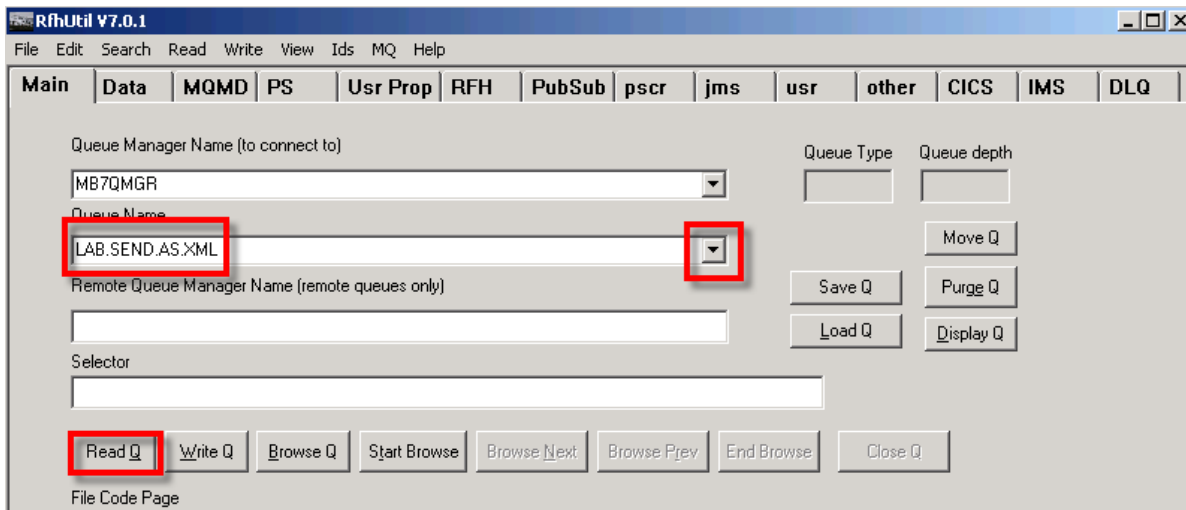 RfhUtil V7.0.1
File Edit Search Read Write View Ids MQ Help
Main Data MQMD PS Usr Prop RFH PubSub pscr jms usr other CICS IMS DLQ
Queue Manager Name (to connect to) Queue Type Queue depth
MB7QMGR
Queue Name
LAB.SEND.AS.XML Move Q
Remote Queue Manager Name (remote queues only) Save Q Purge Q
Load Q Display Q
Selector
Read Q Write Q Browse Q Start Browse Browse Next Browse Prev End Browse Close Q
File Code Page